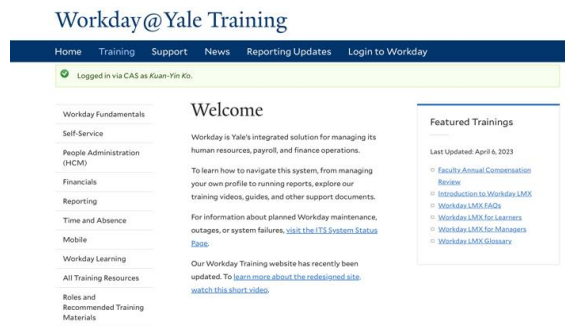 Workday@Yale Training
Home Training Support News Reporting Updates Login to Workday
Logged in via CAS as Kuan-Yin Ko.
Workday Fundamentals
Self-Service
People Administration
(HCM)
Financials
Reporting
Time and Absence
Mobile
Workday Learning
All Training Resources
Roles and
Recommended Training
Materials
Welcome
Workday is Yale's integrated solution for managing its
human resources, payroll, and finance operations.
To learn how to navigate this system, from managing
your own profile to running reports, explore our
training videos, guides, and other support documents.
For information about planned Workday maintenance,
outages, or system failures, visit the ITS System Status
Page.
Our Workday Training website has recently been
updated. To learn more about the redesigned site,
watch this short video.
Featured Trainings
Last Updated: April 6, 2023
Faculty Annual Compensation
Review
Introduction to Workday LMX
Workday LMX FAQs
Workday LMX for Learners
Workday LMX for Managers
Workday LMX Glossary